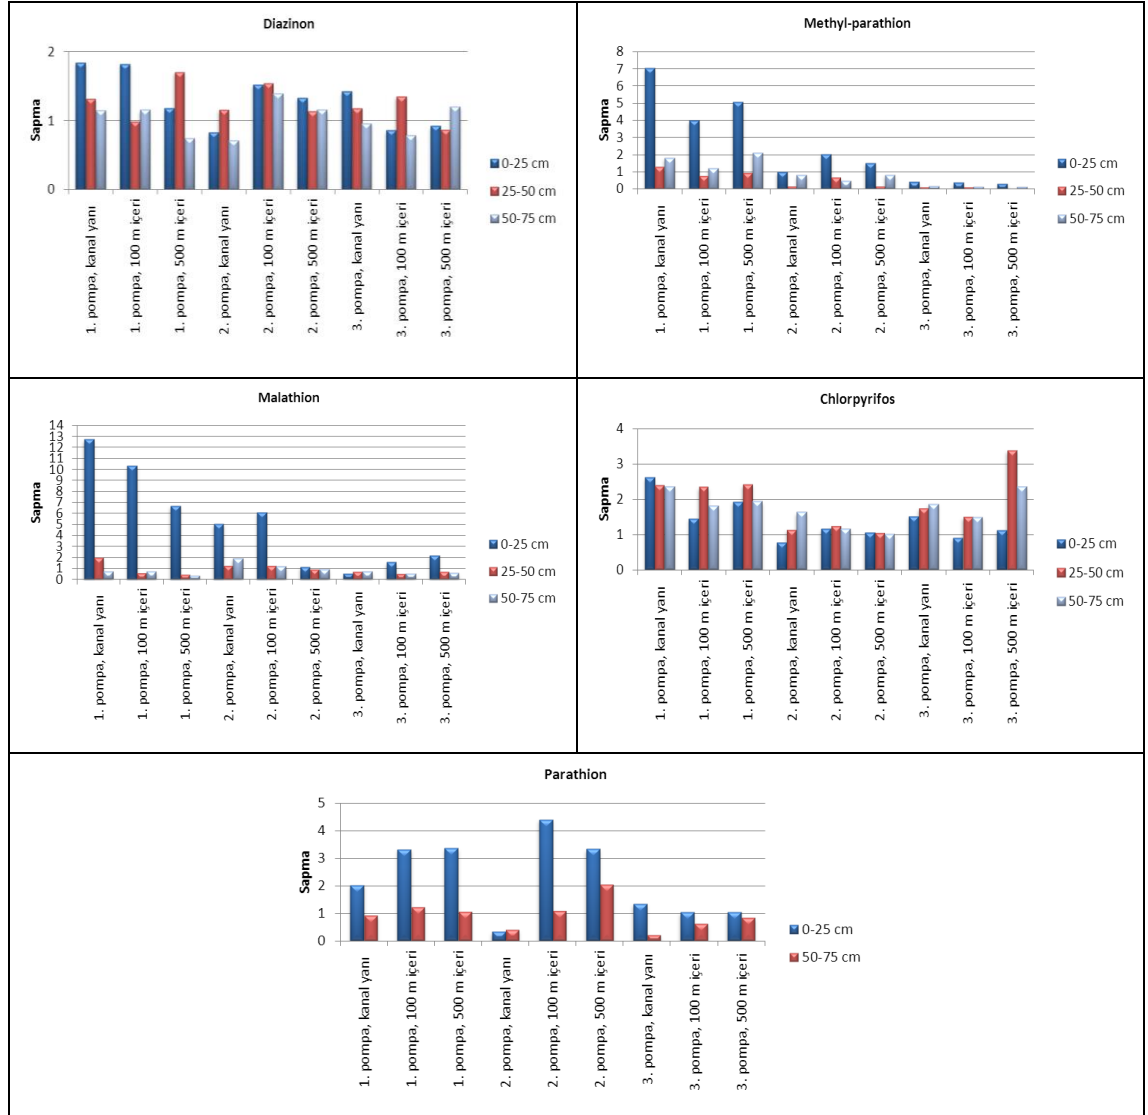 Diazinon
Sapma
2
1
0
1. pompa, kanal yanı
1. pompa, 100 m içeri
1. pompa, 500 m içeri
2. pompa, kanal yanı
2. pompa, 100 m içeri
2. pompa, 500 m içeri
3. pompa, kanal yanı
3. pompa, 100 m içeri
3. pompa, 500 m içeri
0-25 cm
25-50 cm
50-75 cm
Methyl-parathion
Sapma
8
7
6
5
4
3
2
1
0
1. pompa, kanal yanı
1. pompa, 100 m içeri
1. pompa, 500 m içeri
2. pompa, kanal yanı
2. pompa, 100 m içeri
2. pompa, 500 m içeri
3. pompa, kanal yanı
3. pompa, 100 m içeri
3. pompa, 500 m içeri
0-25 cm
25-50 cm
50-75 cm
Malathion
Sapma
14
13
12
11
10
9
8
7
6
5
4
3
2
1
0
1. pompa, kanal yanı
1. pompa, 100 m içeri
1. pompa, 500 m içeri
2. pompa, kanal yanı
2. pompa, 100 m içeri
2. pompa, 500 m içeri
3. pompa, kanal yanı
3. pompa, 100 m içeri
3. pompa, 500 m içeri
0-25 cm
25-50 cm
50-75 cm
Chlorpyrifos
Sapma
4
3
2
1
0
1. pompa, kanal yanı
1. pompa, 100 m içeri
1. pompa, 500 m içeri
2. pompa, kanal yanı
2. pompa, 100 m içeri
2. pompa, 500 m içeri
3. pompa, kanal yanı
3. pompa, 100 m içeri
3. pompa, 500 m içeri
0-25 cm
25-50 cm
50-75 cm
Parathion
Sapma
5
4
3
2
1
0
1. pompa, kanal yanı
1. pompa, 100 m içeri
1. pompa, 500 m içeri
2. pompa, kanal yanı
2. pompa, 100 m içeri
2. pompa, 500 m içeri
3. pompa, kanal yanı
3. pompa, 100 m içeri
3. pompa, 500 m içeri
0-25 cm
50-75 cm